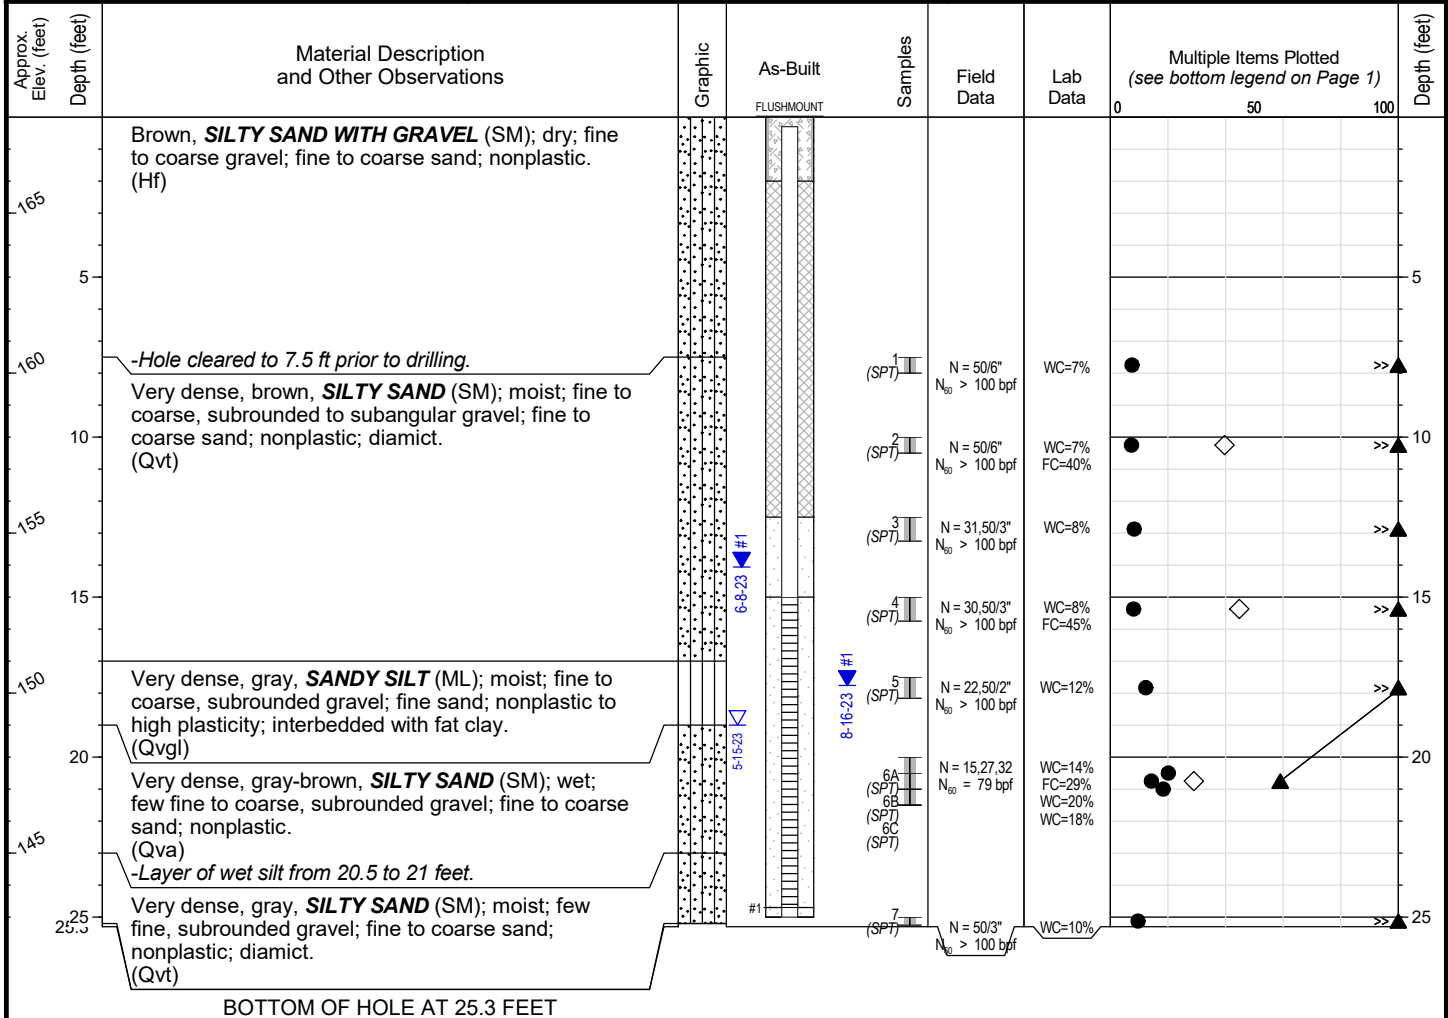 Approx.
Elev. (feet)
Depth (feet)
Material Description
and Other Observations
Graphic
As-Built
FLUSHMOUNT
Samples
Field
Data
Lab
Data
Multiple Items Plotted
(see bottom legend on Page 1)
0 50 100
Depth (feet)
Brown, SILTY SAND WITH GRAVEL (SM); dry; fine
to coarse gravel; fine to coarse sand; nonplastic.
(Hf)
165
5
5
-Hole cleared to 7.5 ft prior to drilling.
160
1
(SPT)
N = 50/6"
N60 > 100 bpf
WC=7%
>>
Very dense, brown, SILTY SAND (SM); moist; fine to
coarse, subrounded to subangular gravel; fine to
coarse sand; nonplastic; diamict.
(Qvt)
10
2
(SPT)
N = 50/6"
N60 > 100 bpf
WC=7%
FC=40%
>>
10
155
3
(SPT)
N = 31,50/3"
N60 > 100 bpf
WC=8%
>>
#1
6-8-23
15
4
(SPT)
N = 30,50/3"
N60 > 100 bpf
WC=8%
FC=45%
>>
15
150
Very dense, gray, SANDY SILT (ML); moist; fine to
coarse, subrounded gravel; fine sand; nonplastic to
high plasticity; interbedded with fat clay.
(Qvgl)
5-15-23
#1
8-16-23
5
(SPT)
N = 22,50/2"
N60 > 100 bpf
WC=12%
>>
20
Very dense, gray-brown, SILTY SAND (SM); wet;
few fine to coarse, subrounded gravel; fine to coarse
sand; nonplastic.
(Qva)
-Layer of wet silt from 20.5 to 21 feet.
6A
(SPT)
6B
(SPT)
6C
(SPT)
N = 15,27,32
N60 = 79 bpf
WC=14%
FC=29%
WC=20%
WC=18%
20
145
Very dense, gray, SILTY SAND (SM); moist; few
fine, subrounded gravel; fine to coarse sand;
nonplastic; diamict.
(Qvt)
25
25.3
#1
7
(SPT)
N = 50/3"
N60 > 100 bpf
WC=10%
>>
25
BOTTOM OF HOLE AT 25.3 FEET